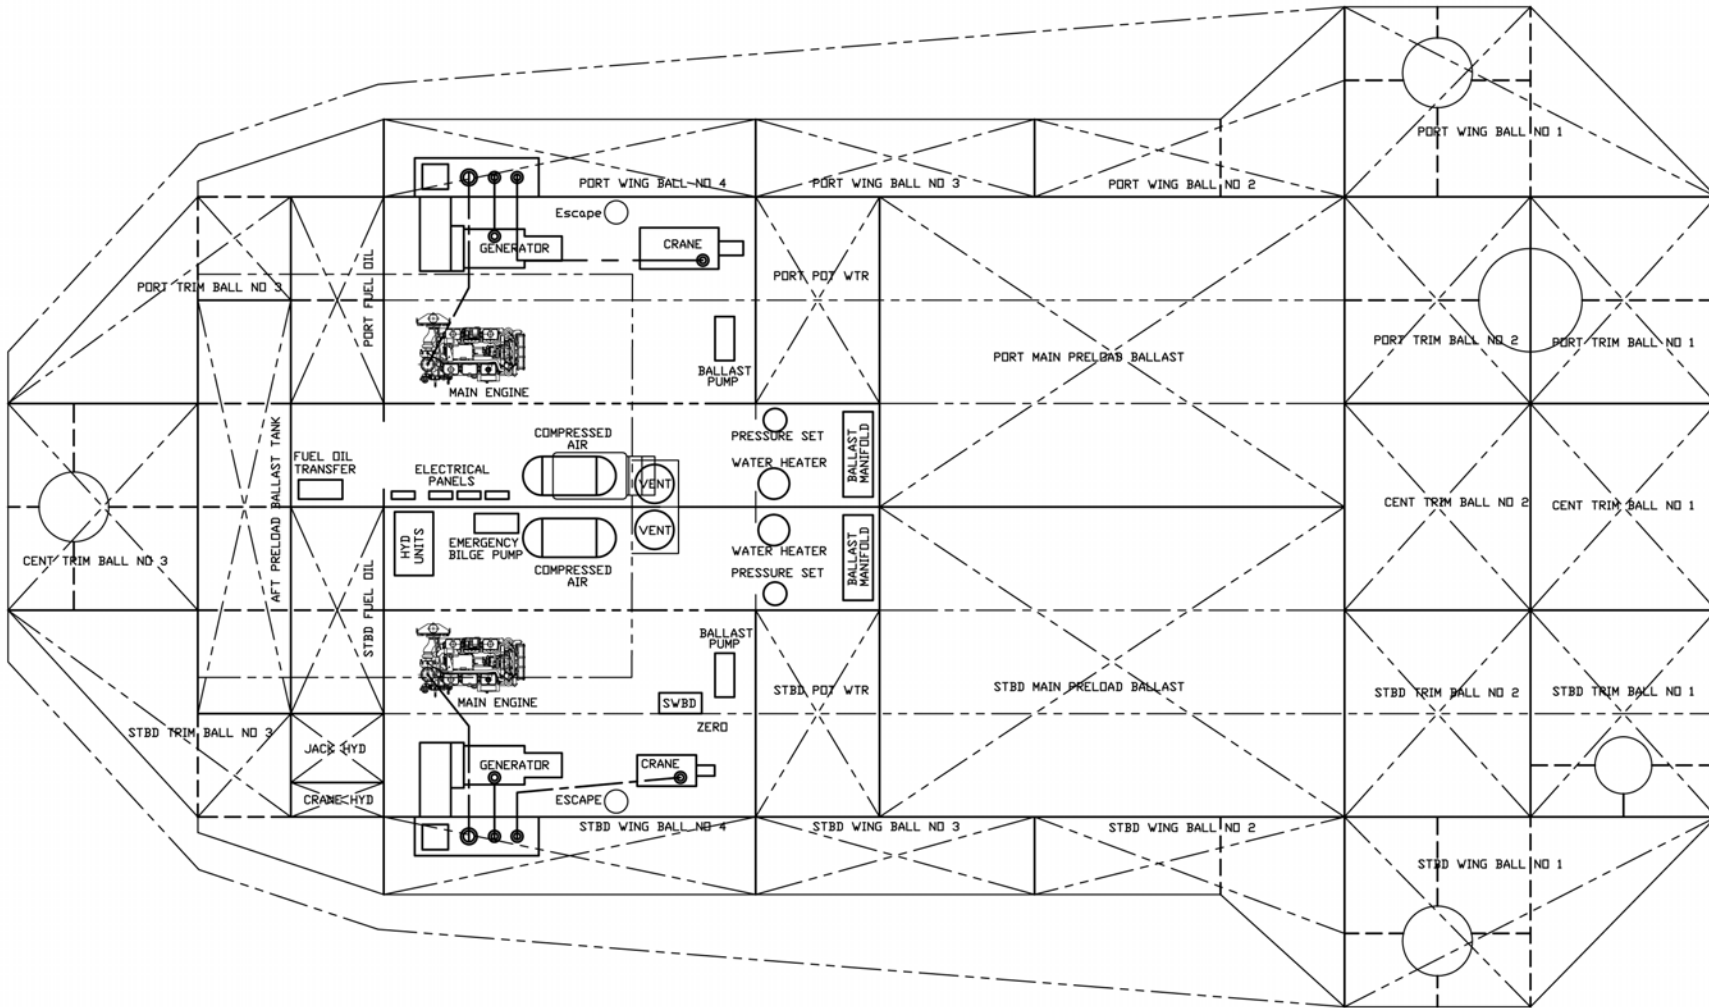 PORT WING BALL NO 1
PORT WING BALL NO 4
PORT WING BALL NO 3
PORT WING BALL NO 2
Escape
GENERATOR
CRANE
PORT TRIM BALL NO 3
PORT FUEL OIL
PORT POT WTR
MAIN ENGINE
BALLAST
PUMP
PORT MAIN PRELOAD BALLAST
PORT TRIM BALL NO 2
PORT TRIM BALL NO 1
AFT PRELOAD BALLAST TANK
FUEL OIL
TRANSFER
ELECTRICAL
PANELS
COMPRESSED
AIR
VENT
PRESSURE SET
WATER HEATER
BALLAST
MANIFOLD
CENT TRIM BALL NO 2
CENT TRIM BALL NO 1
CENT TRIM BALL NO 3
HYD
UNITS
EMERGENCY
BILGE PUMP
COMPRESSED
AIR
VENT
WATER HEATER
PRESSURE SET
BALLAST
MANIFOLD
STBD FUEL OIL
MAIN ENGINE
BALLAST
PUMP
SWBD
ZERO
STBD POT WTR
STBD MAIN PRELOAD BALLAST
STBD TRIM BALL NO 2
STBD TRIM BALL NO 1
STBD TRIM BALL NO 3
JACK HYD
CRANE HYD
GENERATOR
CRANE
ESCAPE
STBD WING BALL NO 4
STBD WING BALL NO 3
STBD WING BALL NO 2
STBD WING BALL NO 1